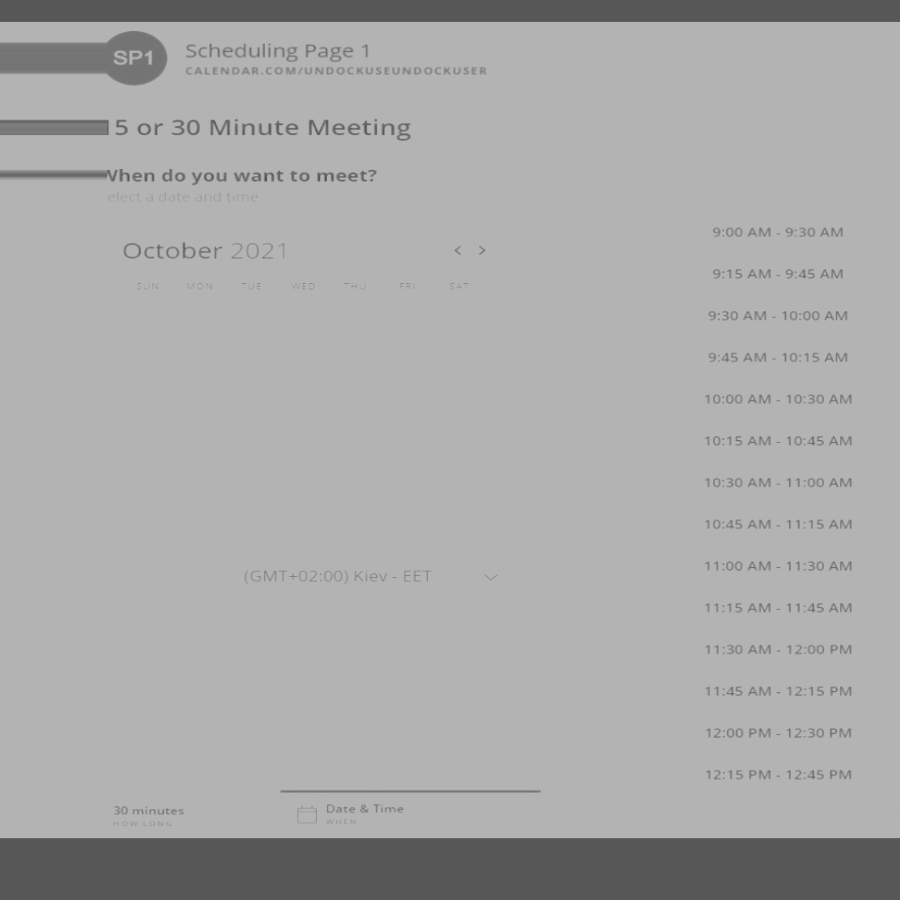 SP1
Scheduling Page 1
CALENDAR.COM/UNDOCKUSEUNDOCKUSER
5 or 30 Minute Meeting
When do you want to meet?
elect a date and time
October 2021
< >
SUN MON TUE WED THU FRI SAT
(GMT+02:00) Kiev - EET
9:00 AM - 9:30 AM
9:15 AM - 9:45 AM
9:30 AM - 10:00 AM
9:45 AM - 10:15 AM
10:00 AM - 10:30 AM
10:15 AM - 10:45 AM
10:30 AM - 11:00 AM
10:45 AM - 11:15 AM
11:00 AM - 11:30 AM
11:15 AM - 11:45 AM
11:30 AM - 12:00 PM
11:45 AM - 12:15 PM
12:00 PM - 12:30 PM
12:15 PM - 12:45 PM
30 minutes
HOW LONG
Date & Time
WHEN